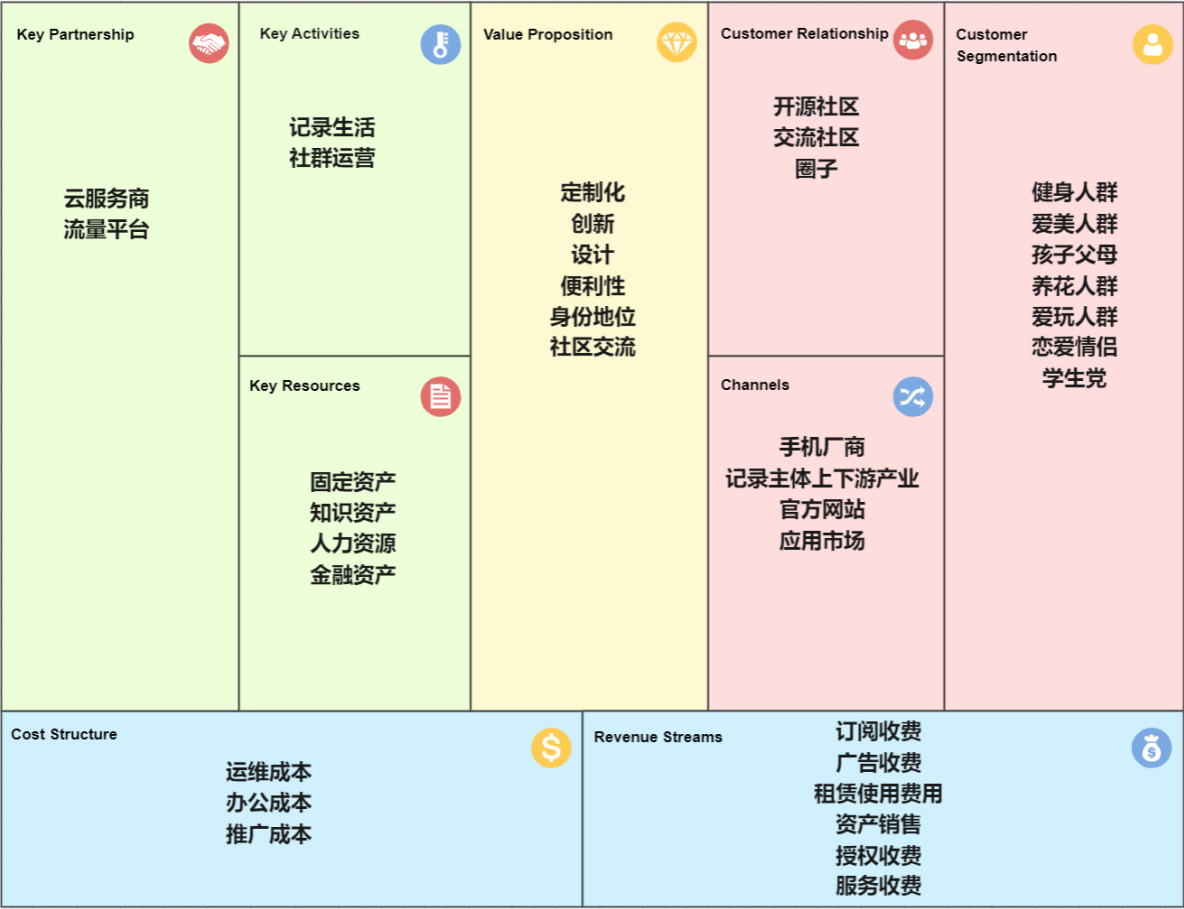 Key Partnership
云服务商
流量平台
Key Activities
记录生活
社群运营
Key Resources
固定资产
知识资产
人力资源
金融资产
Value Proposition
定制化
创新
设计
便利性
身份地位
社区交流
Customer Relationship
开源社区
交流社区
圈子
Channels
手机厂商
记录主体上下游产业
官方网站
应用市场
Customer
Segmentation
健身人群
爱美人群
孩子父母
养花人群
爱玩人群
恋爱情侣
学生党
Cost Structure
运维成本
办公成本
推广成本
Revenue Streams
订阅收费
广告收费
租赁使用费用
资产销售
授权收费
服务收费